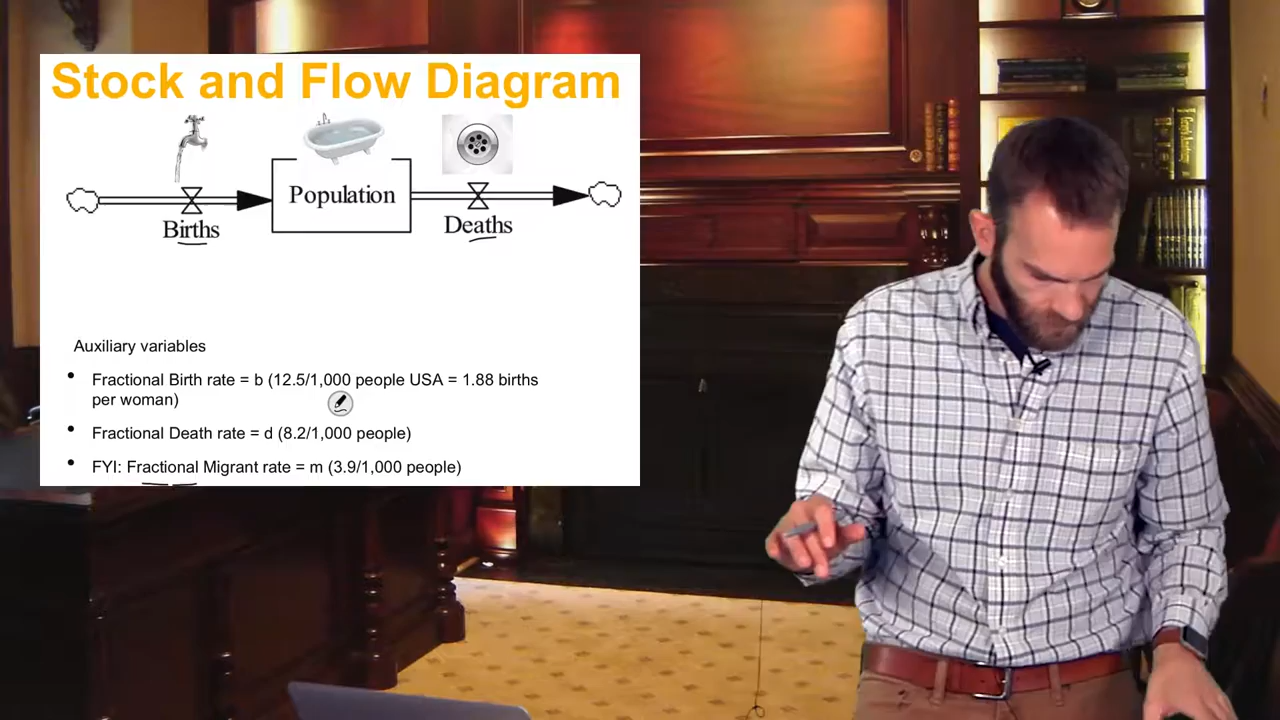 Stock and Flow Diagram
Population
Births
Deaths
Auxiliary variables
• Fractional Birth rate = b (12.5/1,000 people USA = 1.88 births
per woman)
• Fractional Death rate = d (8.2/1,000 people)
• FYI: Fractional Migrant rate = m (3.9/1,000 people)